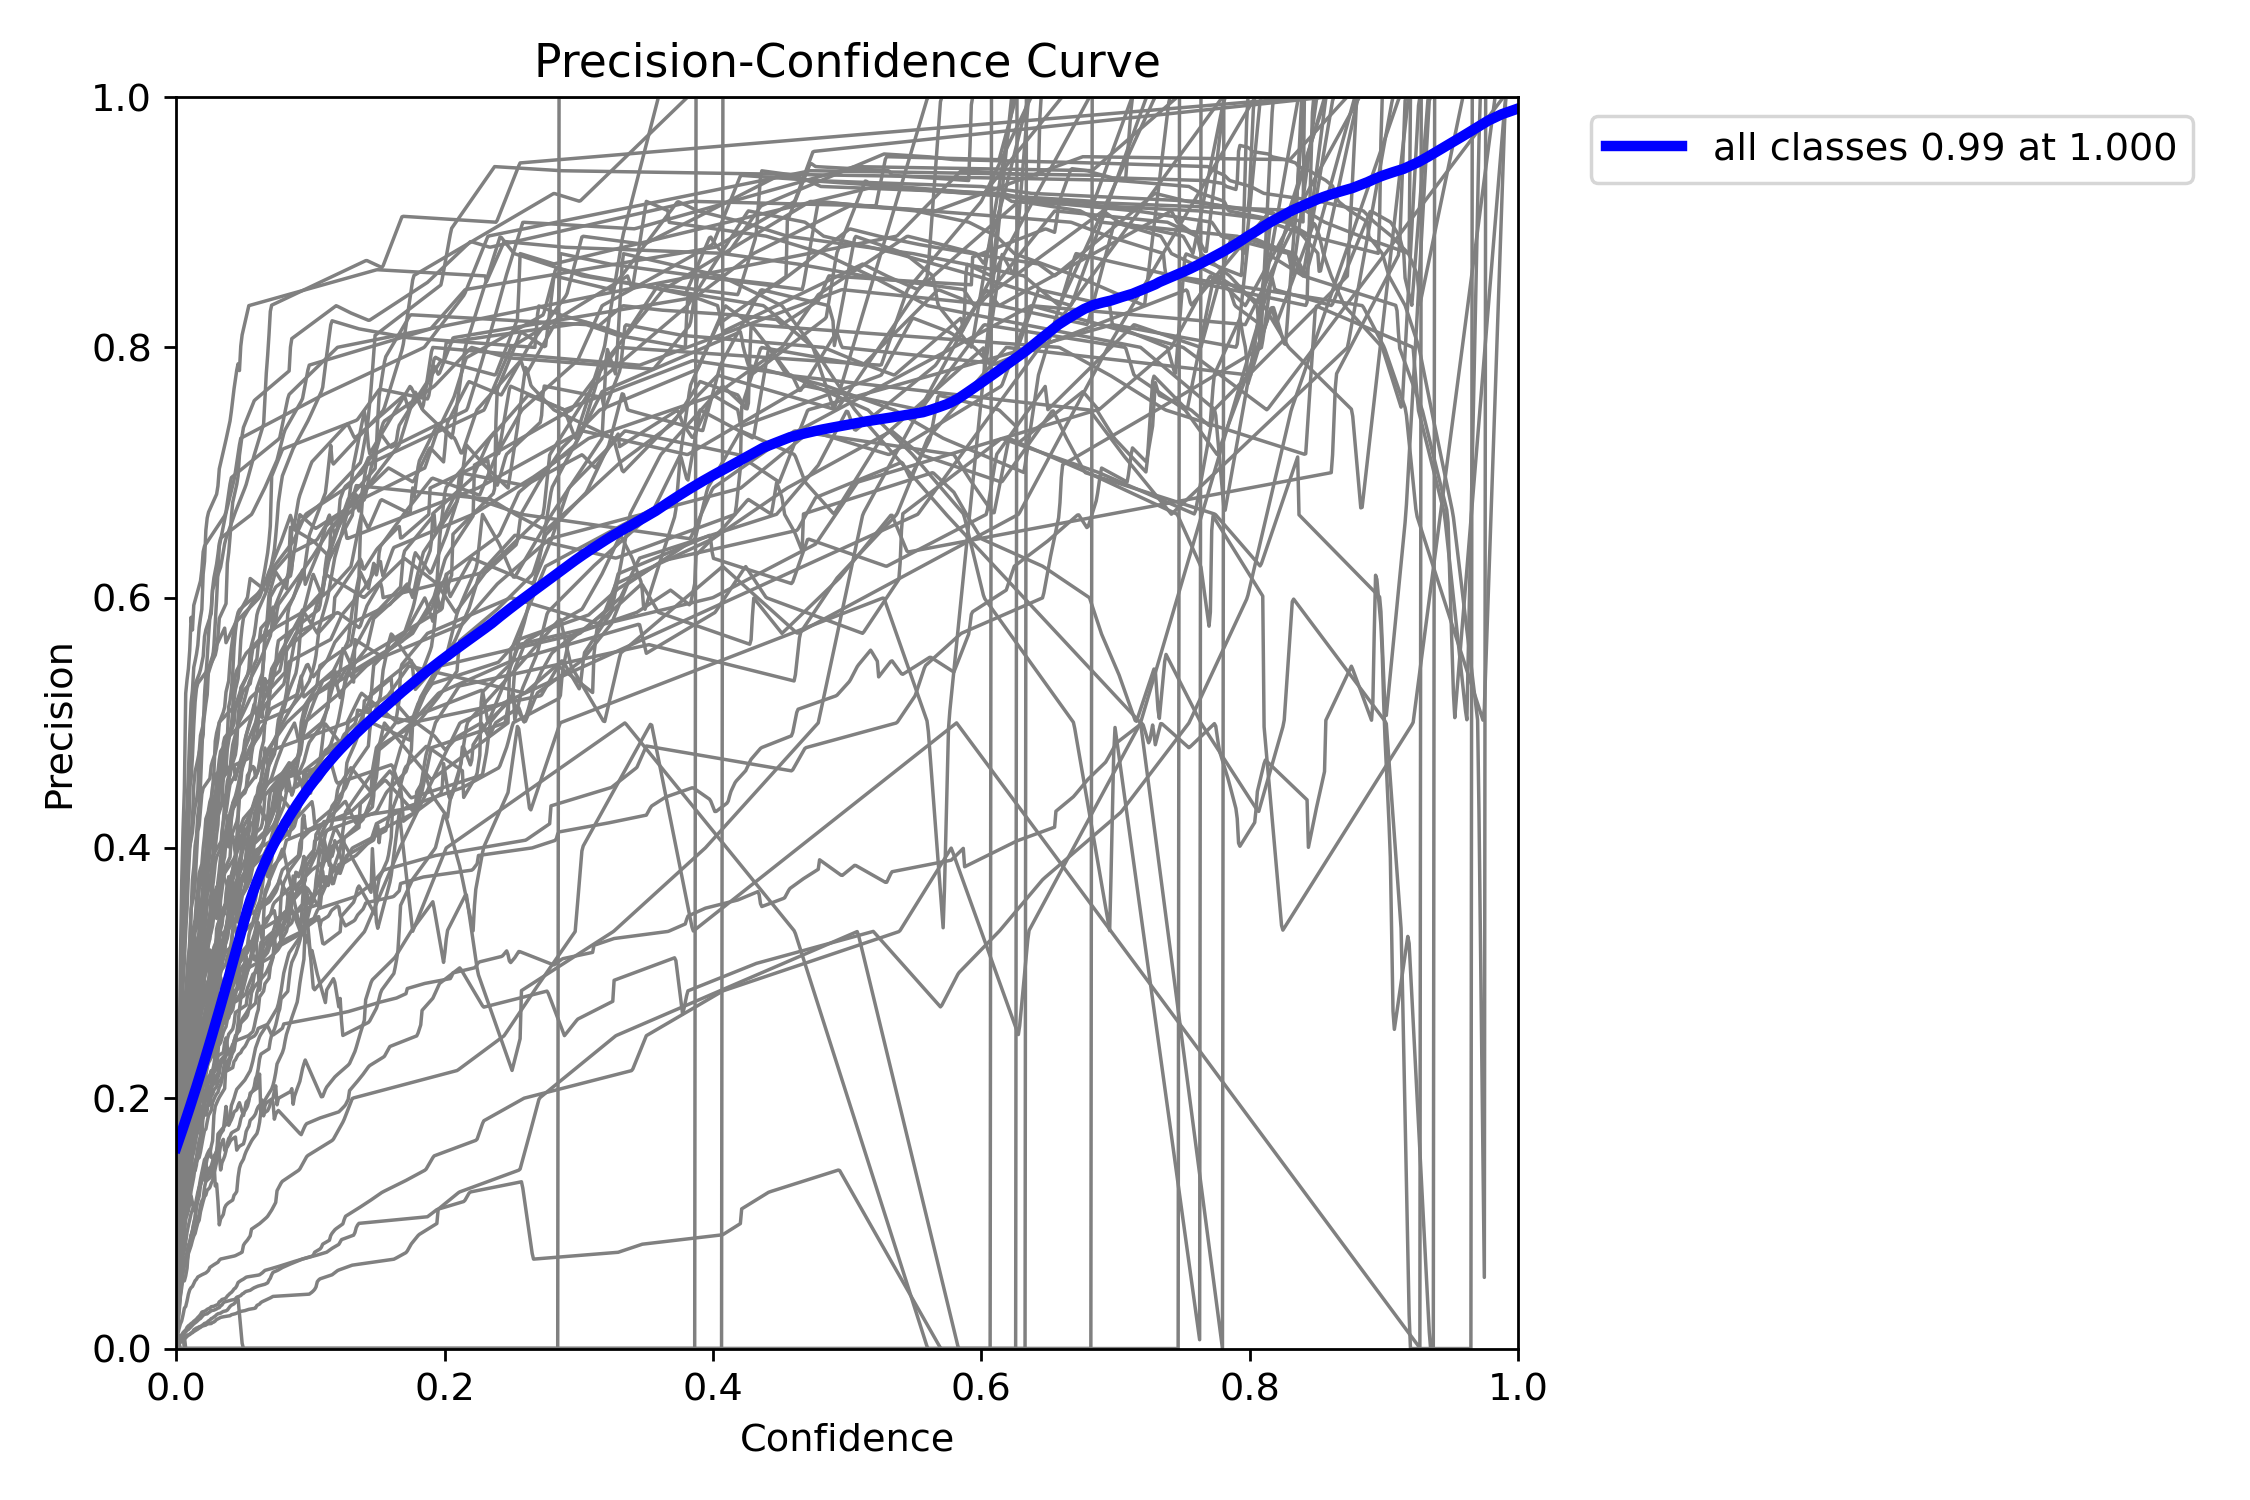 Precision-Confidence Curve
all classes 0.99 at 1.000
1.0
0.8
0.6
0.4
0.2
0.0
Precision
0.0 0.2 0.4 0.6 0.8 1.0
Confidence